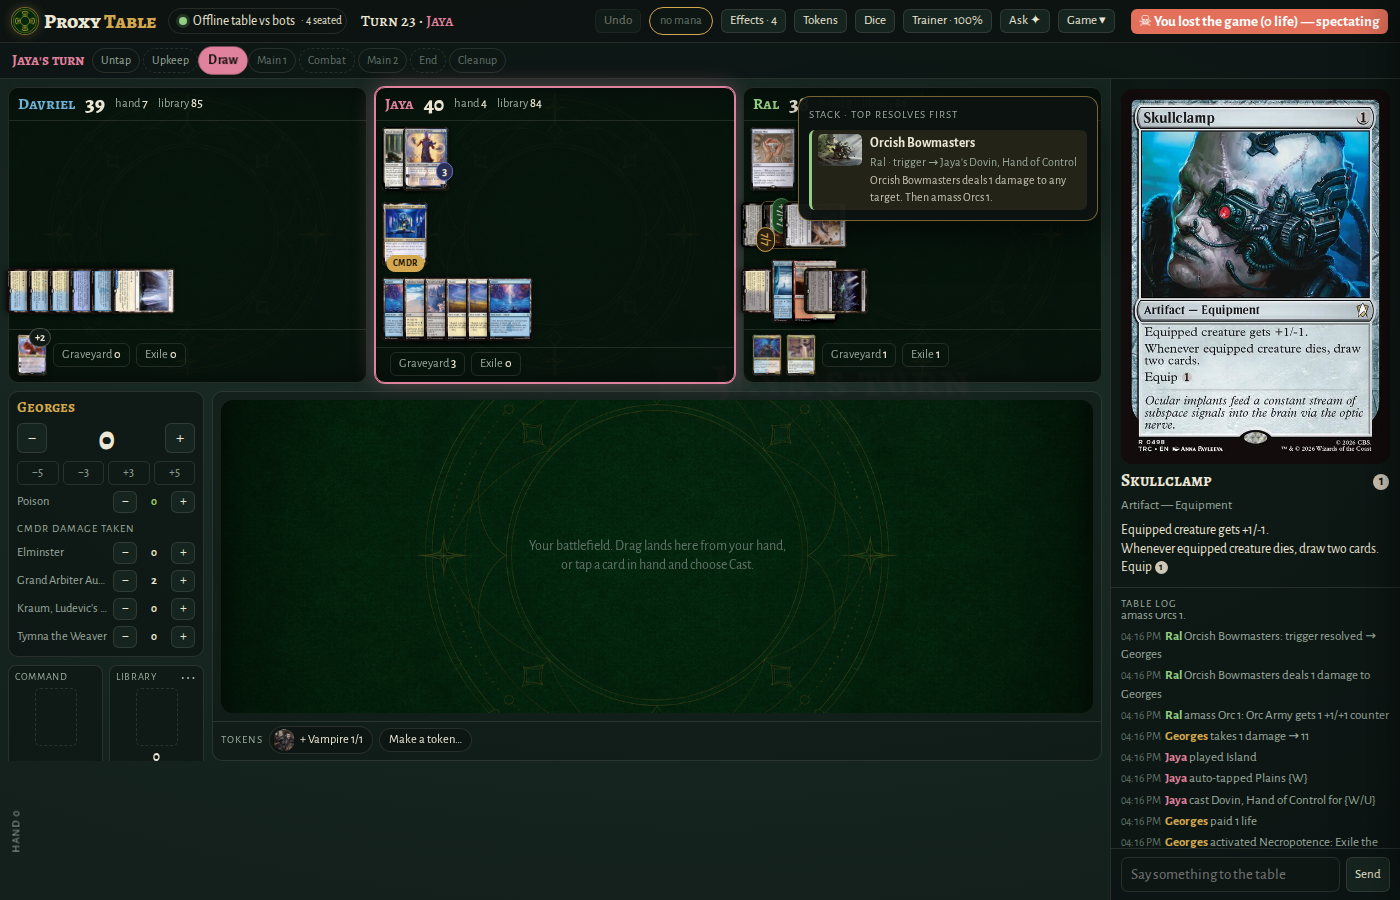 PROXY TABLE
Offline table vs bots · 4 seated
TURN 23 · JAYA
Undo
no mana
Effects · 4
Tokens
Dice
Trainer · 100%
Ask ✦
Game ▾
☠ You lost the game (0 life) — spectating
JAYA'S TURN
Untap
Upkeep
Draw
Main 1
Combat
Main 2
End
Cleanup
DAVRIEL 39 hand 7 library 85
+2
Graveyard 0
Exile 0
JAYA 40 hand 4 library 84
3
CMDR
Graveyard 3
Exile 0
RAL
STACK · TOP RESOLVES FIRST
Orcish Bowmasters
Ral · trigger → Jaya's Dovin, Hand of Control
Orcish Bowmasters deals 1 damage to any
target. Then amass Orcs 1.
Graveyard 1
Exile 1
GEORGES
− 0 +
−5 −3 +3 +5
Poison − 0 +
CMDR DAMAGE TAKEN
Elminster − 0 +
Grand Arbiter Au... − 2 +
Kraum, Ludevic's ... − 0 +
Tymna the Weaver − 0 +
COMMAND
LIBRARY ...
0
HAND 0
Your battlefield. Drag lands here from your hand,
or tap a card in hand and choose Cast.
TOKENS
+ Vampire 1/1
Make a token...
Skullclamp 1
Artifact — Equipment
Equipped creature gets +1/-1.
Whenever equipped creature dies, draw
two cards.
Equip 1
Ocular implants feed a constant stream of
subspace signals into the brain via the optic
nerve.
R 0498
TRC • EN ANNA PAVLEEVA
© 2026 CBS.
™ & © 2026 Wizards of the Coast
SKULLCLAMP 1
Artifact — Equipment
Equipped creature gets +1/-1.
Whenever equipped creature dies, draw two cards.
Equip 1
TABLE LOG
amass Orcs 1.
04:16 PM Ral Orcish Bowmasters: trigger resolved →
Georges
04:16 PM Ral Orcish Bowmasters deals 1 damage to
Georges
04:16 PM Ral amass Orc 1: Orc Army gets 1 +1/+1 counter
04:16 PM Georges takes 1 damage → 11
04:16 PM Jaya played Island
04:16 PM Jaya auto-tapped Plains {W}
04:16 PM Jaya cast Dovin, Hand of Control for {W/U}
04:16 PM Georges paid 1 life
04:16 PM Georges activated Necropotence: Exile the
Say something to the table
Send